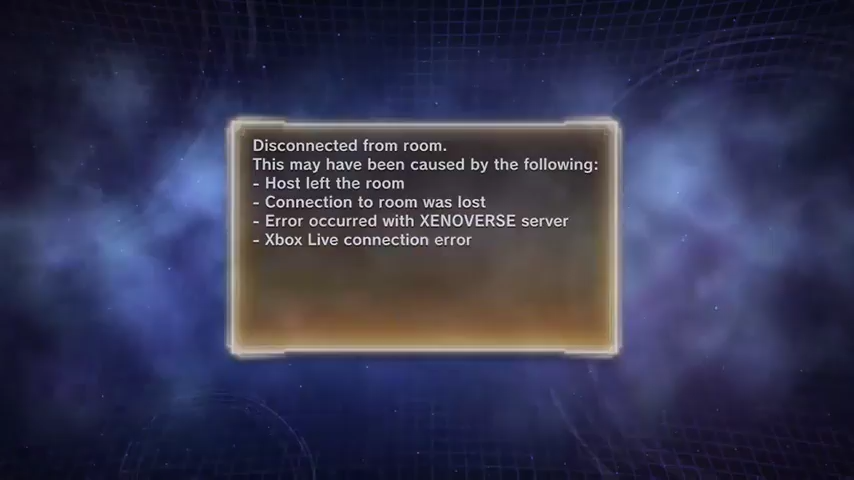 Disconnected from room.
This may have been caused by the following:
- Host left the room
- Connection to room was lost
- Error occurred with XENOVERSE server
- Xbox Live connection error